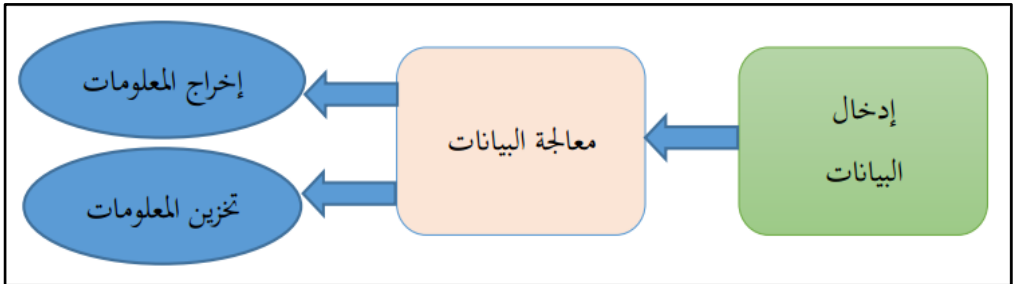 إدخال
البيانات
معالجة البيانات
إخراج المعلومات
تخزين المعلومات